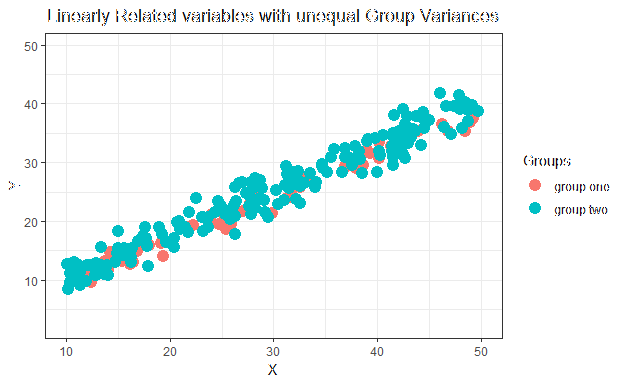 Linearly Related variables with unequal Group Variances
50
40
30
20
10
Y
10 20 30 40 50
X
Groups
group one
group two